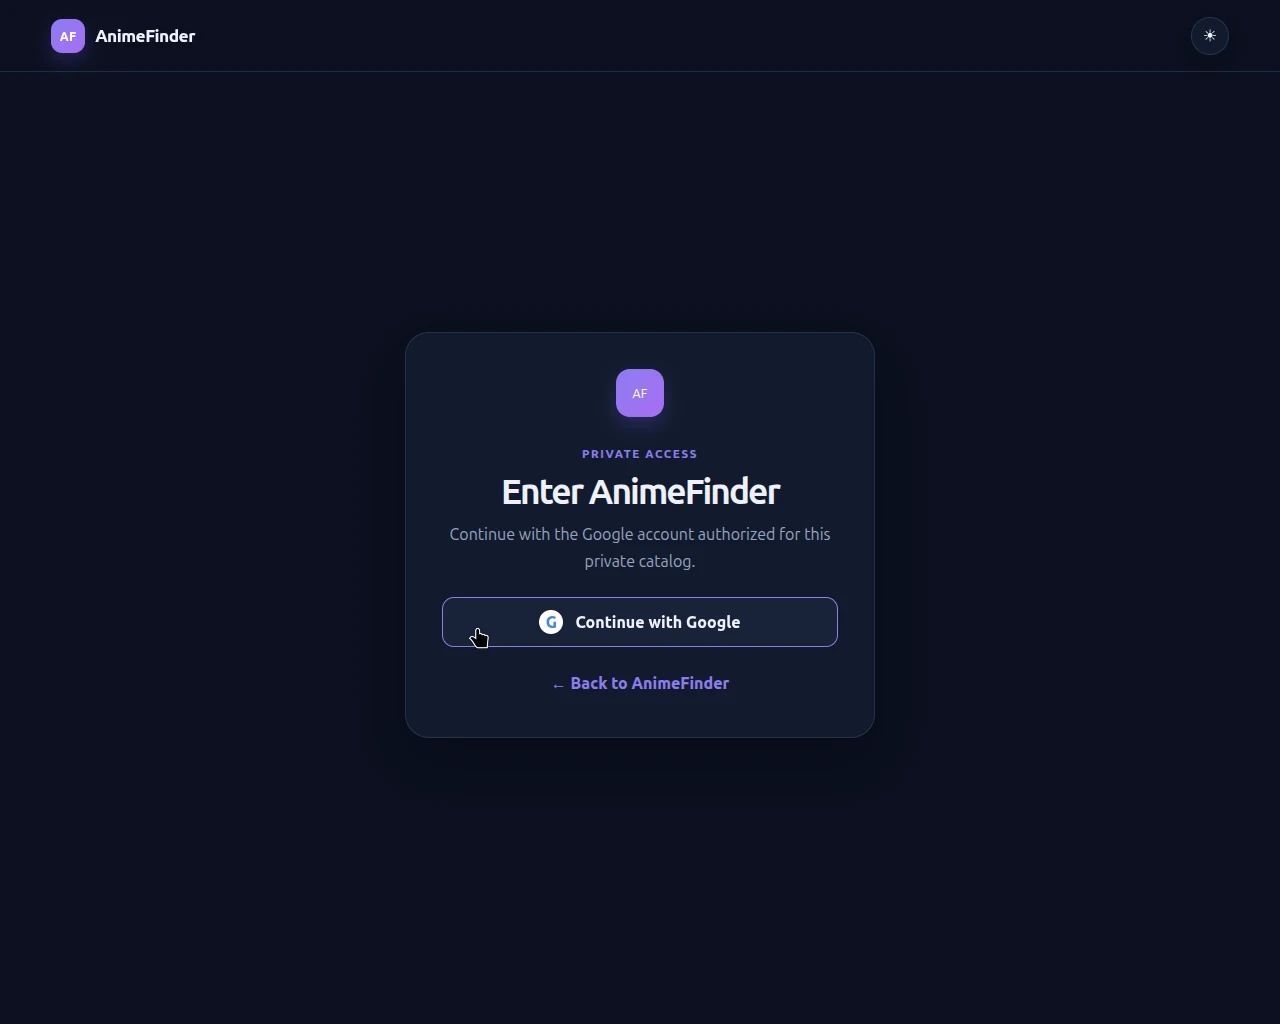 AF AnimeFinder
AF
PRIVATE ACCESS
Enter AnimeFinder
Continue with the Google account authorized for this
private catalog.
G Continue with Google
← Back to AnimeFinder